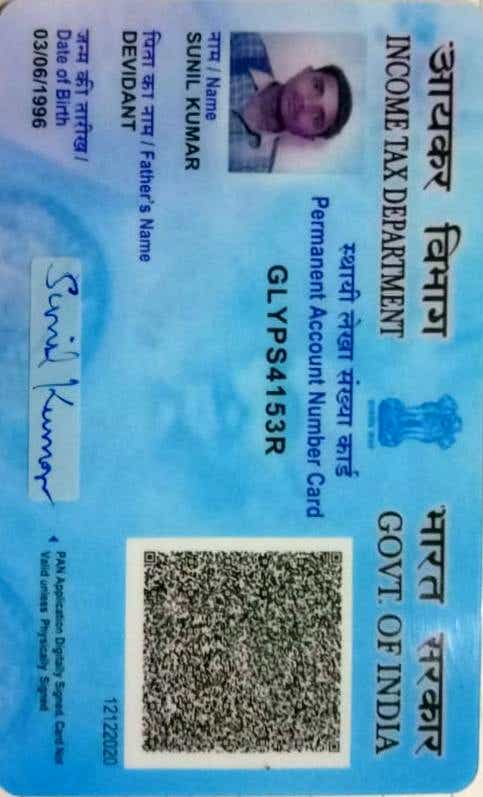 आयकर विभाग
INCOME TAX DEPARTMENT
भारत सरकार
GOVT. OF INDIA
स्थायी लेखा संख्या कार्ड
Permanent Account Number Card
GLYPS4153R
नाम / Name
SUNIL KUMAR
पिता का नाम / Father's Name
DEVIDANT
जन्म की तारीख /
Date of Birth
03/06/1996
Sunil Kumar
12122020
PAN Application Digitally Signed, Card Not
Valid unless Physically Signed